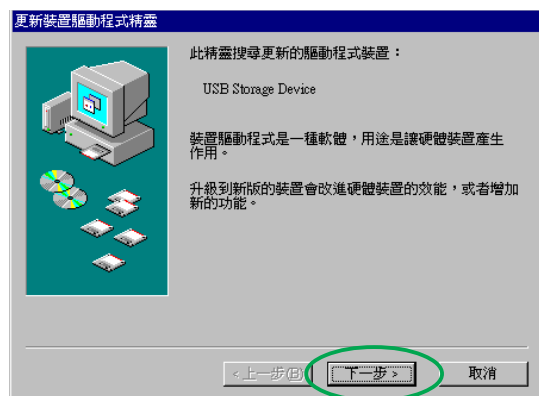 更新裝置驅動程式精靈
此精靈搜尋更新的驅動程式裝置：
USB Storage Device
裝置驅動程式是一種軟體，用途是讓硬體裝置產生
作用。
升級到新版的裝置會改進硬體裝置的效能，或者增加
新的功能。
<上一步(B)
下一步 >
取消